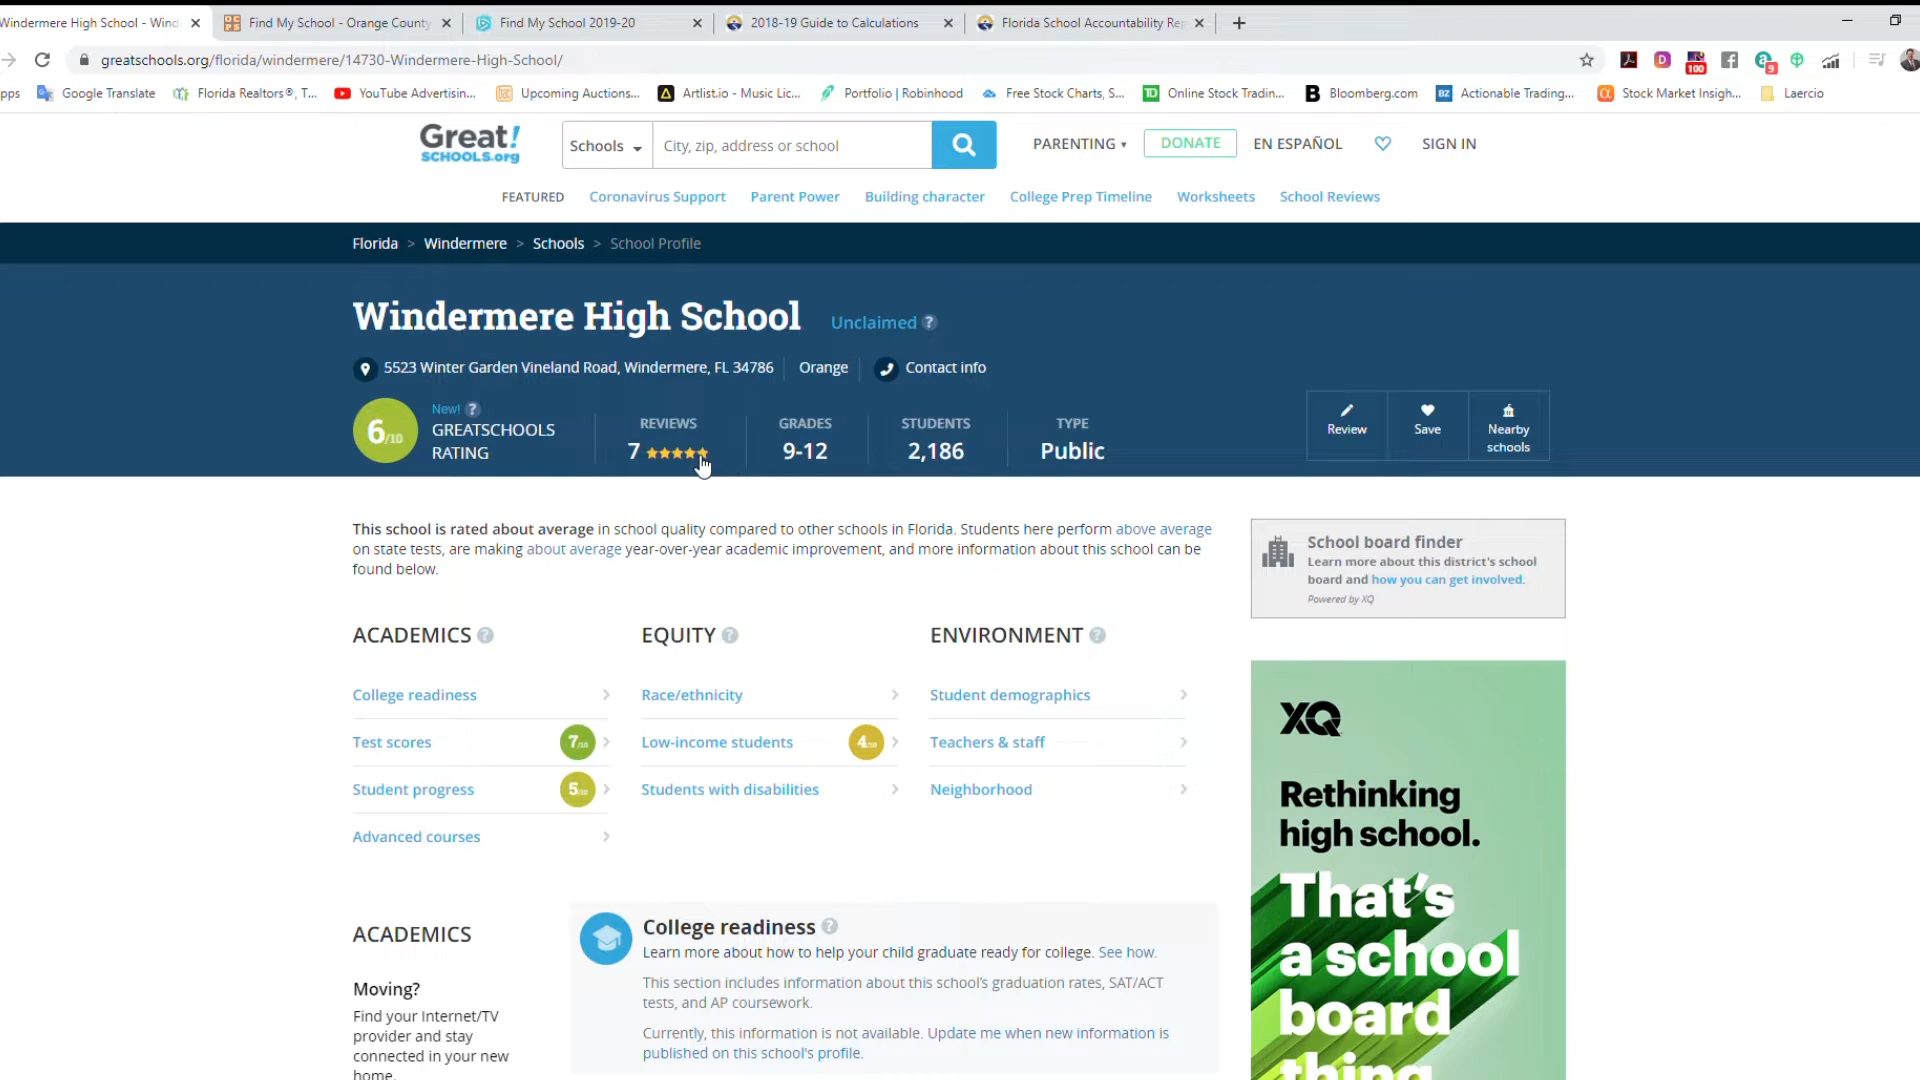 Windermere High School - Wind
Find My School - Orange County
Find My School 2019-20
2018-19 Guide to Calculations
Florida School Accountability Re
greatschools.org/florida/windermere/14730-Windermere-High-School/
100
9
pps
Google Translate
Florida Realtors®, T...
YouTube Advertisin...
Upcoming Auctions...
Artlist.io - Music Lic...
Portfolio | Robinhood
Free Stock Charts, S...
Online Stock Tradin...
Bloomberg.com
Actionable Trading...
Stock Market Insigh...
Laercio
Great!
SCHOOLS.org
Schools
City, zip, address or school
PARENTING
DONATE
EN ESPAÑOL
SIGN IN
FEATURED
Coronavirus Support
Parent Power
Building character
College Prep Timeline
Worksheets
School Reviews
Florida > Windermere > Schools > School Profile
Windermere High School
Unclaimed ?
5523 Winter Garden Vineland Road, Windermere, FL 34786
Orange
Contact info
6/10
New! ?
GREATSCHOOLS
RATING
REVIEWS
7
GRADES
9-12
STUDENTS
2,186
TYPE
Public
Review
Save
Nearby
schools
This school is rated about average in school quality compared to other schools in Florida. Students here perform above average
on state tests, are making about average year-over-year academic improvement, and more information about this school can be
found below.
School board finder
Learn more about this district's school
board and how you can get involved.
Powered by XQ
ACADEMICS ?
College readiness
Test scores
7/10
Student progress
5/10
Advanced courses
EQUITY ?
Race/ethnicity
Low-income students
4/10
Students with disabilities
ENVIRONMENT ?
Student demographics
Teachers & staff
Neighborhood
XQ
Rethinking
high school.
That's
a school
board
thing
ACADEMICS
Moving?
Find your Internet/TV
provider and stay
connected in your new
home.
College readiness ?
Learn more about how to help your child graduate ready for college. See how.
This section includes information about this school's graduation rates, SAT/ACT
tests, and AP coursework.
Currently, this information is not available. Update me when new information is
published on this school's profile.